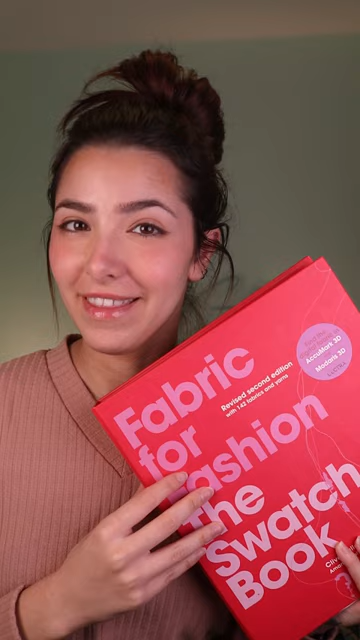 Fabric
for
Fashion
the
Swatch
Book
Revised second edition
with 142 fabrics and yarns
AccuMark 3D
Modaris 3D